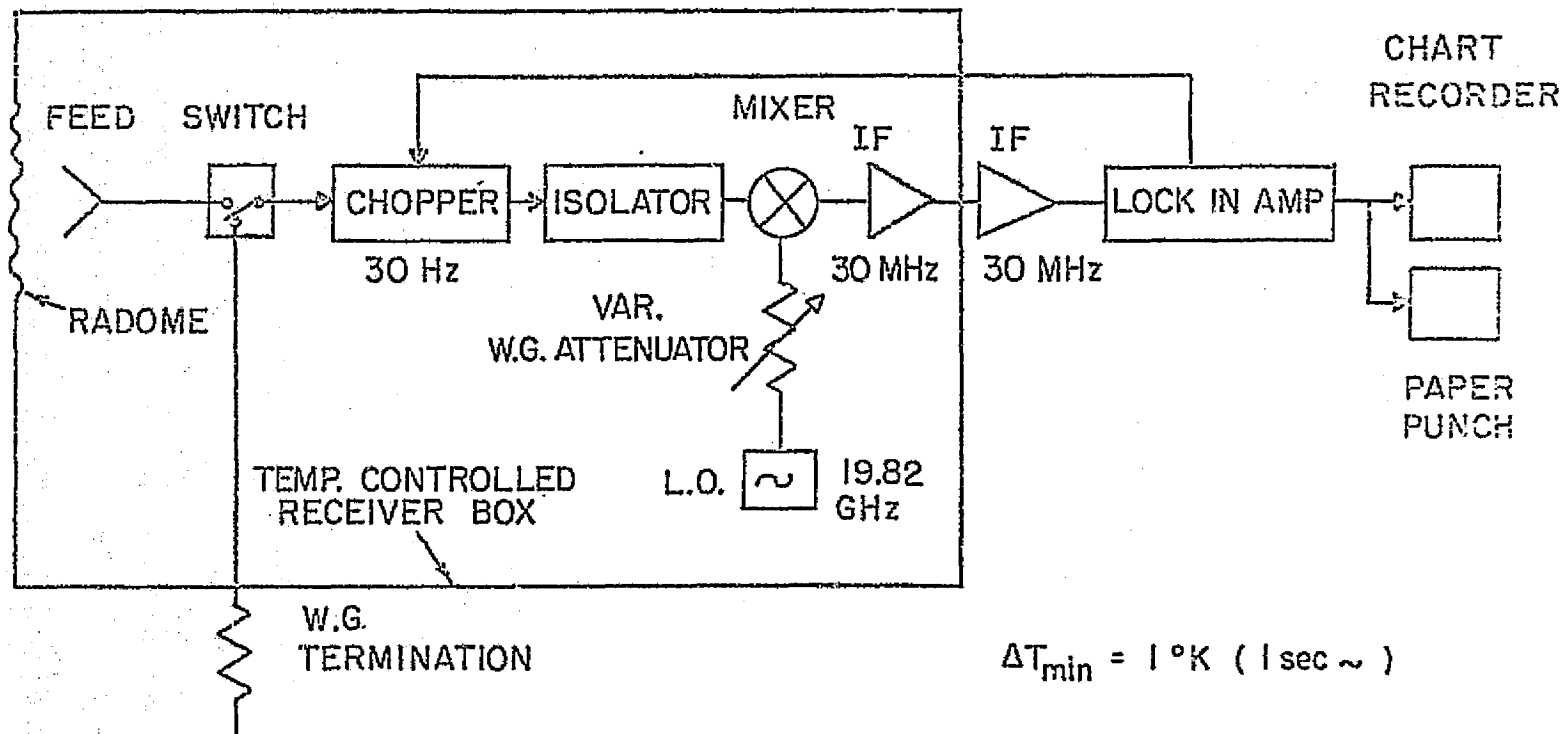 CHART
RECORDER
FEED
SWITCH
MIXER
IF
IF
CHOPPER
ISOLATOR
LOCK IN AMP
30 Hz
30 MHz
30 MHz
RADOME
VAR.
W.G. ATTENUATOR
PAPER
PUNCH
TEMP. CONTROLLED
RECEIVER BOX
L.O.
~
19.82
GHz
W.G.
TERMINATION
ΔTmin = 1°K ( 1 sec ~ )